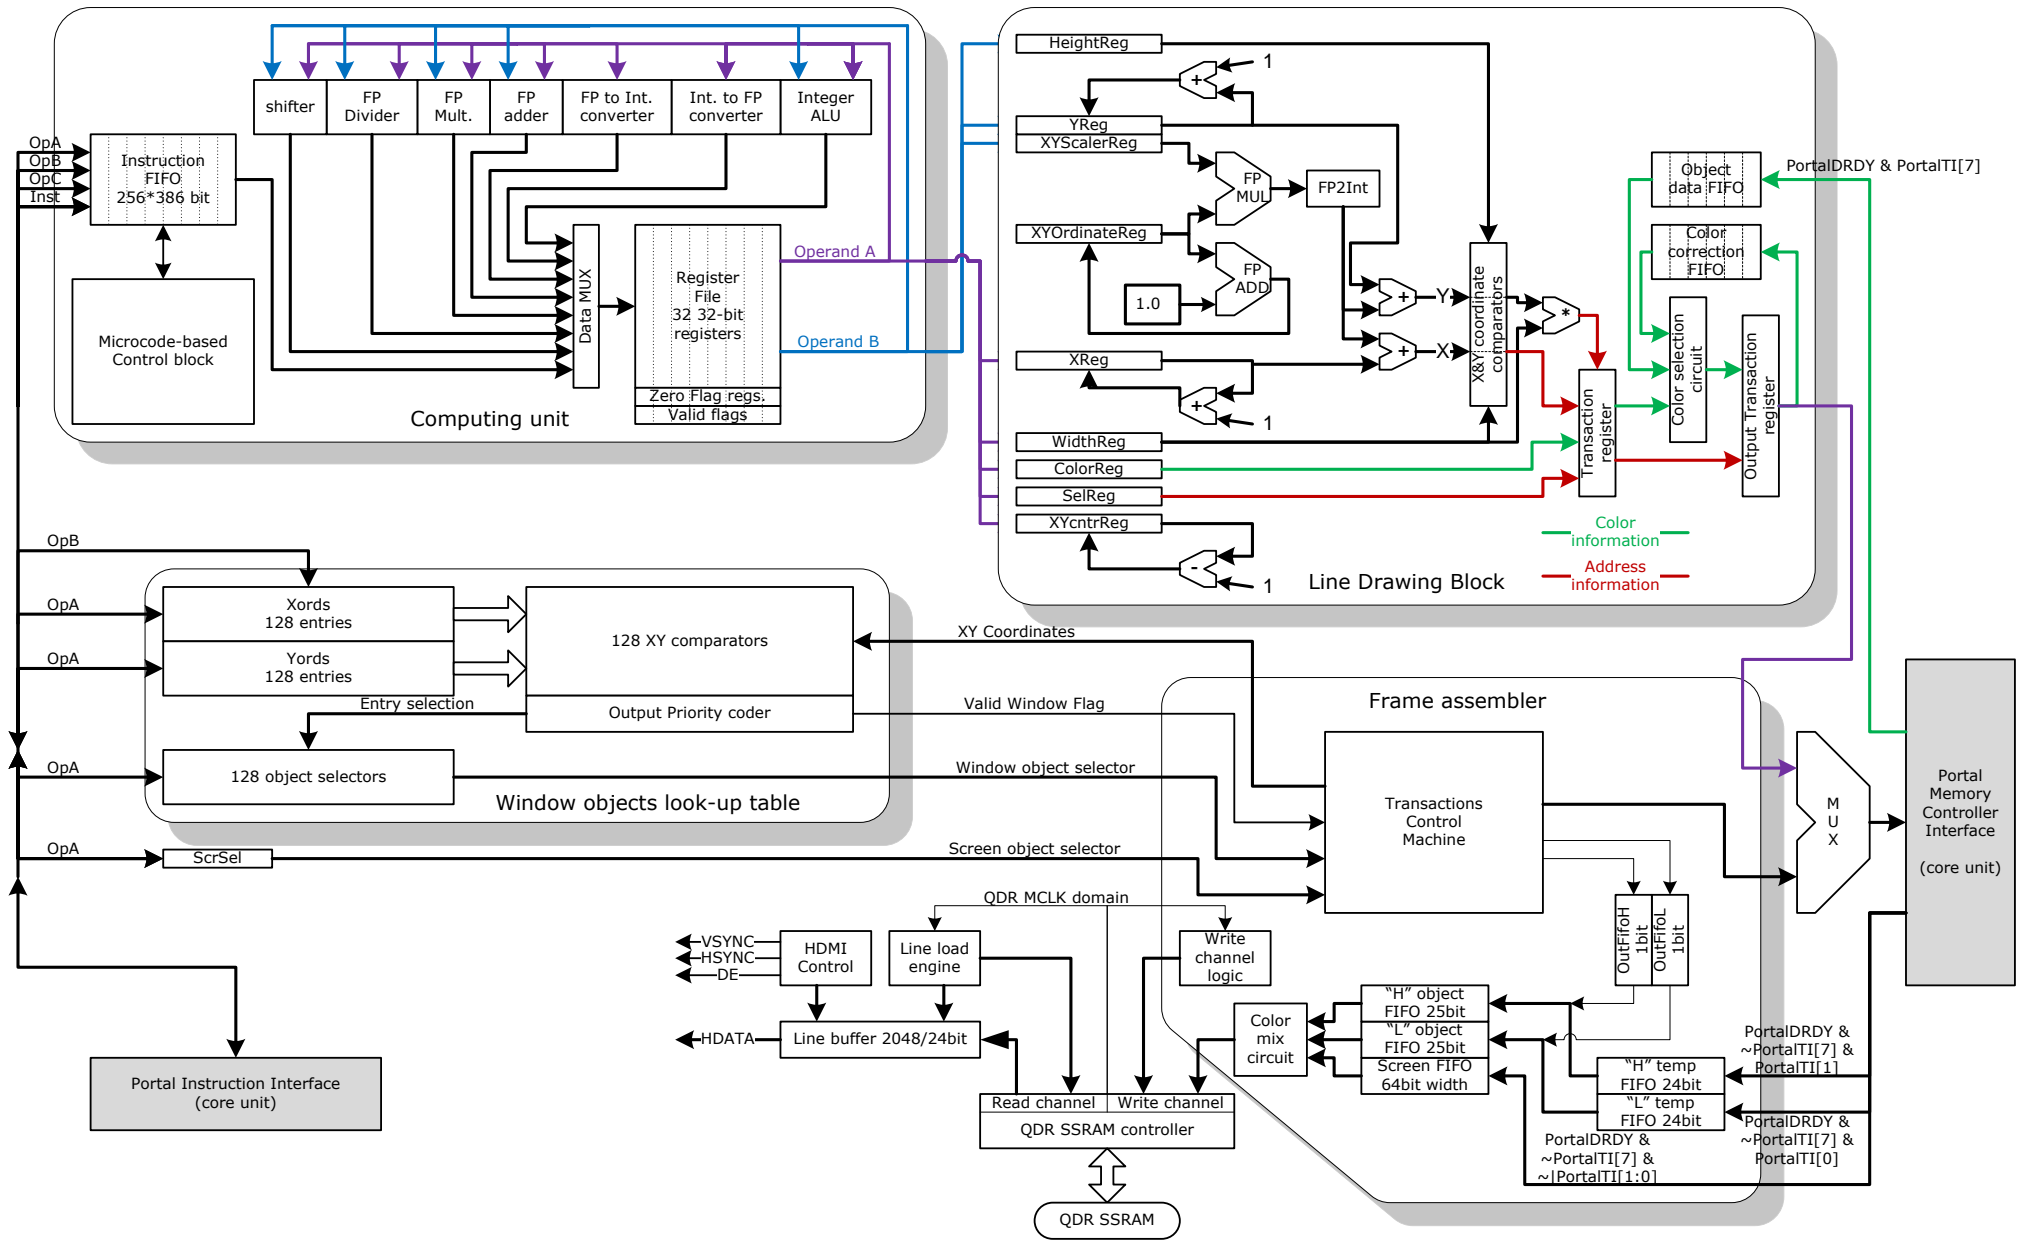 shifter
FP
Divider
FP
Mult.
FP
adder
FP to Int.
converter
Int. to FP
converter
Integer
ALU
OpA
OpB
OpC
Inst
Instruction
FIFO
256*386 bit
Microcode-based
Control block
Data MUX
Register
File
32 32-bit
registers
Zero Flag regs.
Valid flags
Operand A
Operand B
Computing unit
HeightReg
1
+
YReg
XYScalerReg
FP
MUL
FP2Int
XYOrdinateReg
FP
ADD
1.0
+
Y
+
X
X&Y coordinate
comparators
*
XReg
+
1
WidthReg
ColorReg
SelReg
XYcntrReg
-
1
Transaction
register
Object
data FIFO
Color
correction
FIFO
Color selection
circuit
Output Transaction
register
PortalDRDY & PortalTI[7]
Color
information
Address
information
Line Drawing Block
OpB
OpA
OpA
OpA
OpA
Xords
128 entries
Yords
128 entries
128 XY comparators
Output Priority coder
Entry selection
128 object selectors
Window objects look-up table
ScrSel
XY Coordinates
Valid Window Flag
Window object selector
Screen object selector
QDR MCLK domain
Frame assembler
Transactions
Control
Machine
M
U
X
Portal
Memory
Controller
Interface
(core unit)
OutFifoH
1bit
OutFifoL
1bit
VSYNC
HSYNC
DE
HDATA
HDMI
Control
Line load
engine
Write
channel
logic
Line buffer 2048/24bit
Color
mix
circuit
"H" object
FIFO 25bit
"L" object
FIFO 25bit
Screen FIFO
64bit width
"H" temp
FIFO 24bit
"L" temp
FIFO 24bit
PortalDRDY &
~PortalTI[7] &
PortalTI[1]
PortalDRDY &
~PortalTI[7] &
PortalTI[0]
PortalDRDY &
~PortalTI[7] &
~|PortalTI[1:0]
Read channel
Write channel
QDR SSRAM controller
QDR SSRAM
Portal Instruction Interface
(core unit)